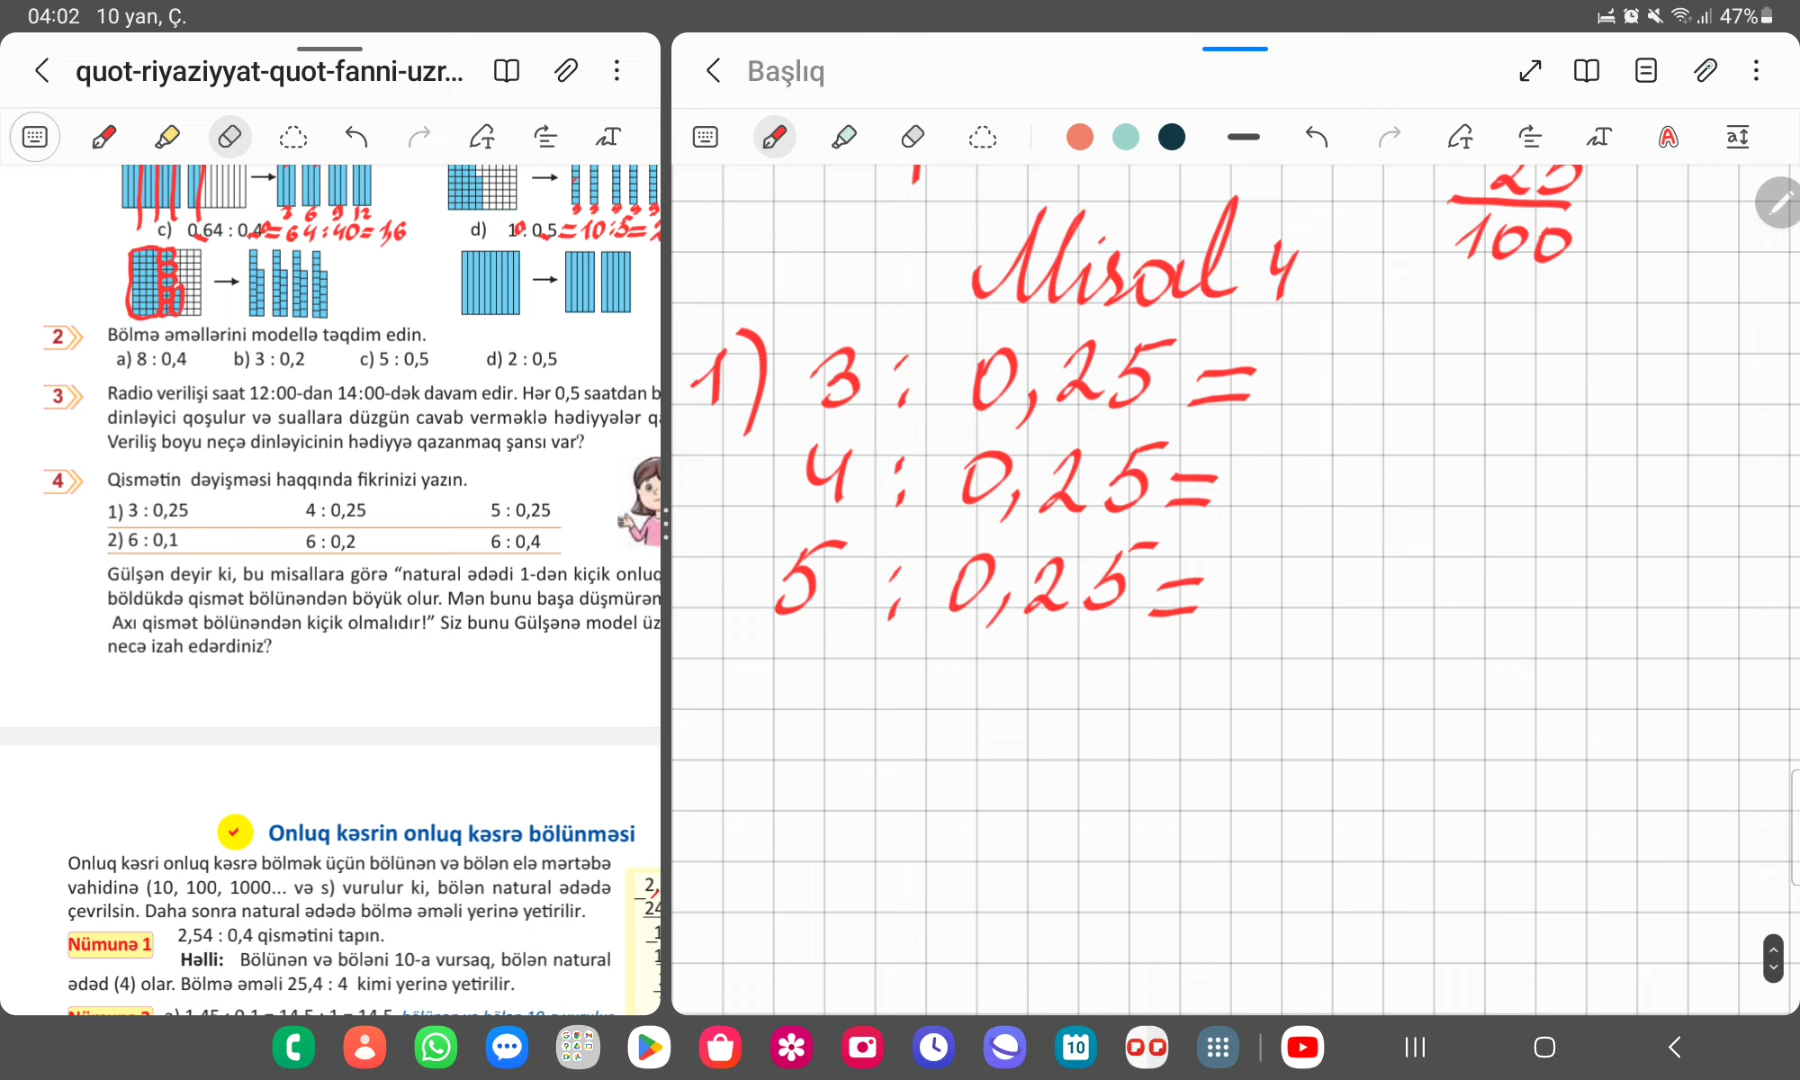 04:02 10 yan, Ç.
47%
quot-riyaziyyat-quot-fanni-uzr...
c) 0,64 : 0,4 = 64 : 40 = 1,6
d) 1 : 0,5 = 10 : 5 =
2 Bölmə əməllərini modellə təqdim edin.
a) 8 : 0,4 b) 3 : 0,2 c) 5 : 0,5 d) 2 : 0,5
3 Radio verilişi saat 12:00-dan 14:00-dək davam edir. Hər 0,5 saatdan b
dinləyici qoşulur və suallara düzgün cavab verməklə hədiyyələr q
Veriliş boyu neçə dinləyicinin hədiyyə qazanmaq şansı var?
4 Qismətin dəyişməsi haqqında fikrinizi yazın.
1) 3 : 0,25 4 : 0,25 5 : 0,25
2) 6 : 0,1 6 : 0,2 6 : 0,4
Gülşən deyir ki, bu misallara görə “natural ədədi 1-dən kiçik onluq
böldükdə qismət bölünəndən böyük olur. Mən bunu başa düşmürəm
Axı qismət bölünəndən kiçik olmalıdır!” Siz bunu Gülşənə model üz
necə izah edərdiniz?
Onluq kəsrin onluq kəsrə bölünməsi
Onluq kəsri onluq kəsrə bölmək üçün bölünən və bölən elə mərtəbə
vahidinə (10, 100, 1000... və s) vurulur ki, bölən natural ədədə
çevrilsin. Daha sonra natural ədədə bölmə əməli yerinə yetirilir.
Nümunə 1 2,54 : 0,4 qismətini tapın.
Həlli: Bölünən və böləni 10-a vursaq, bölən natural
ədəd (4) olar. Bölmə əməli 25,4 : 4 kimi yerinə yetirilir.
2,
24
Başlıq
25
100
Misal 4
1) 3 : 0,25 =
4 : 0,25 =
5 : 0,25 =
10